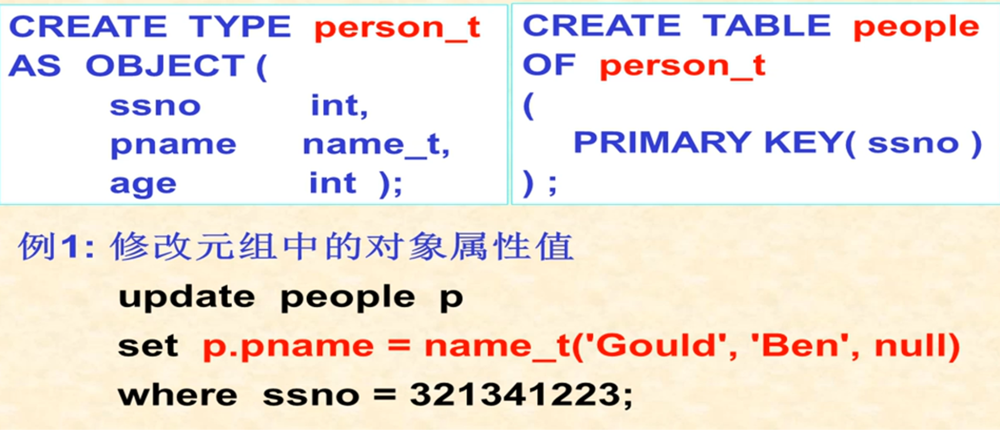 CREATE TYPE person_t
AS OBJECT (
ssno int,
pname name_t,
age int );
CREATE TABLE people
OF person_t
(
PRIMARY KEY( ssno )
) ;
例1: 修改元组中的对象属性值
update people p
set p.pname = name_t('Gould', 'Ben', null)
where ssno = 321341223;